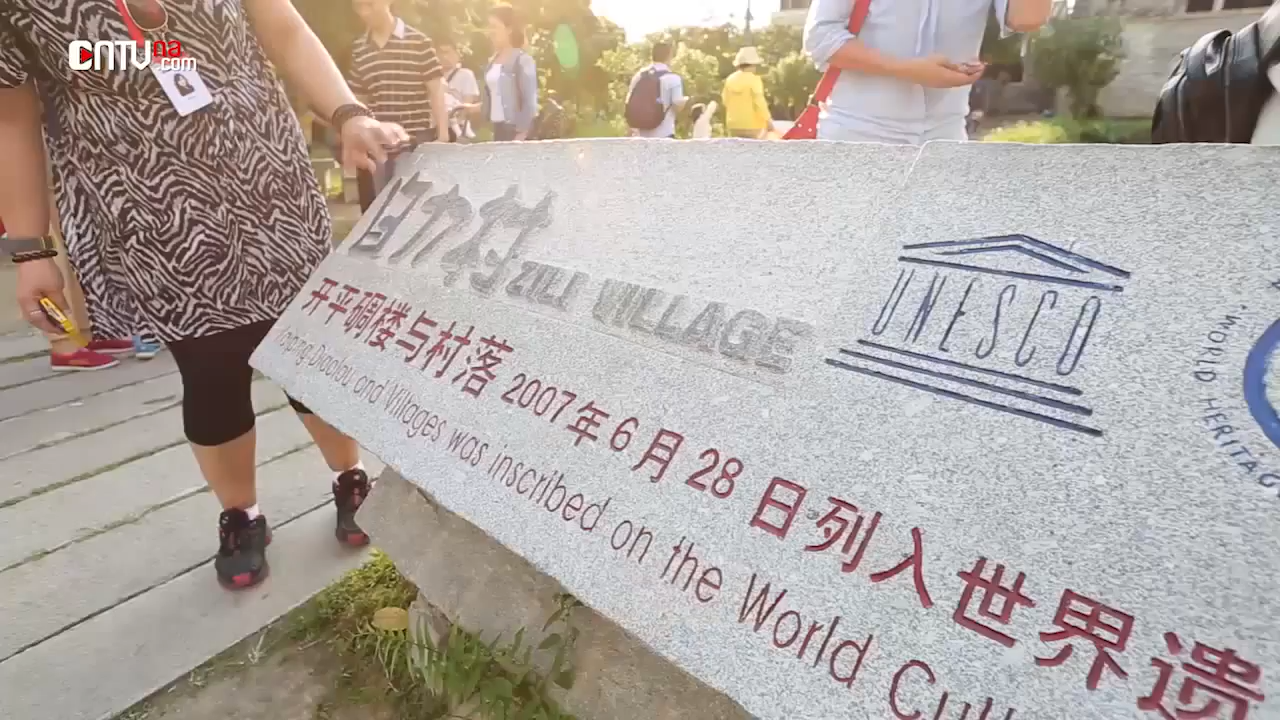 CNTVna.com
自力村 ZILI VILLAGE
UNESCO
WORLD HERITAG
开平碉楼与村落 2007年6月28日列入世界遗
Kaiping Diaolou and Villages was inscribed on the World Cul